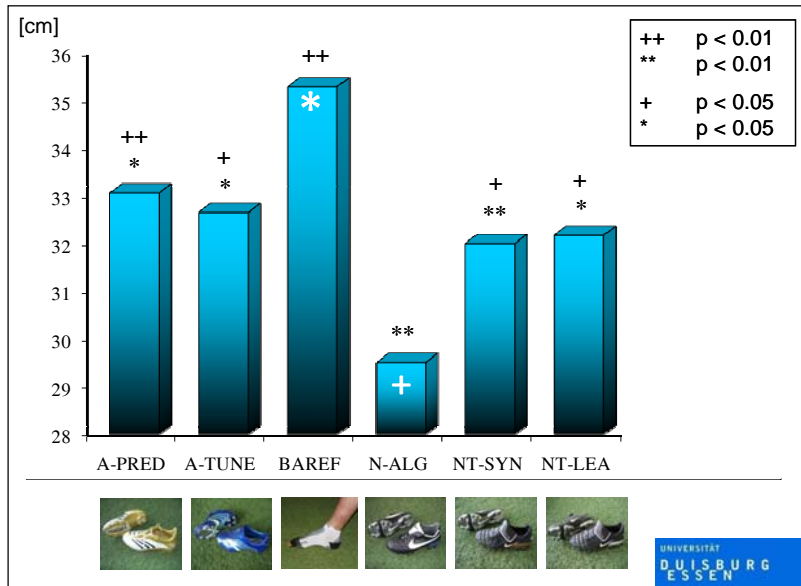 [cm]
++ p < 0.01
** p < 0.01
+ p < 0.05
* p < 0.05
36
35
34
33
32
31
30
29
28
++
*
+
*
++
*
**
+
+
**
+
*
A-PRED A-TUNE BAREF N-ALG NT-SYN NT-LEA
UNIVERSITÄT
DUISBURG
ESSEN